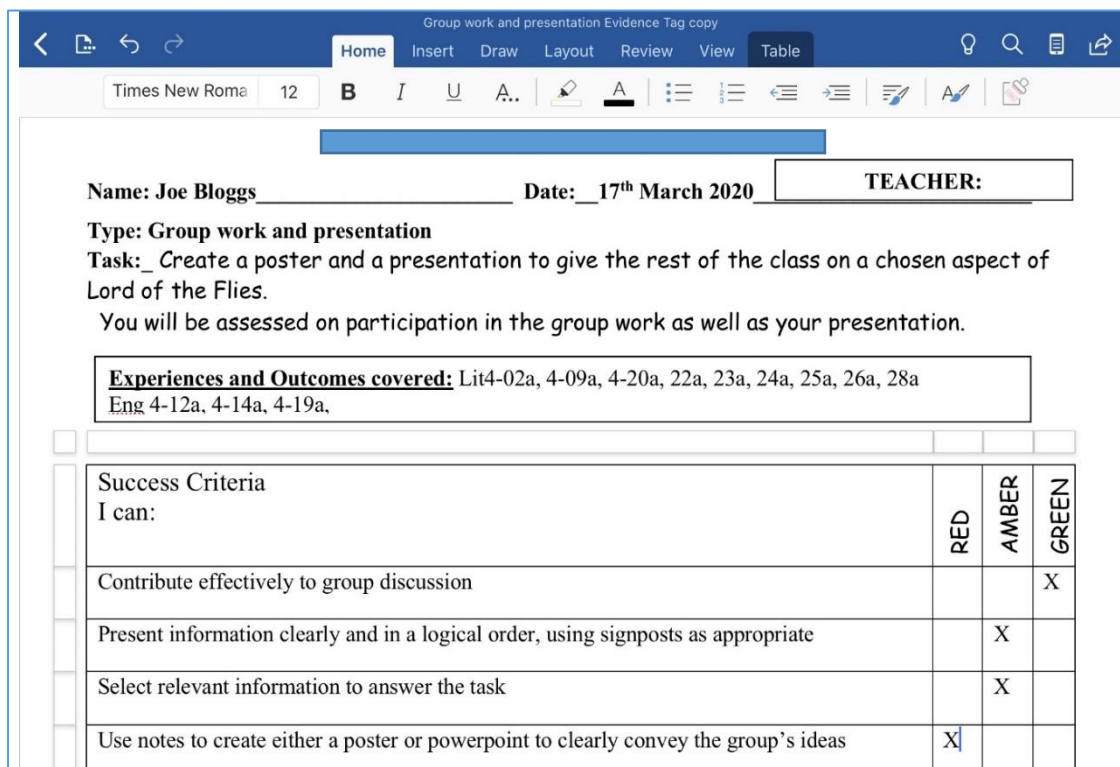 Group work and presentation Evidence Tag copy
Home Insert Draw Layout Review View Table
Times New Roma 12 B I U A... A
TEACHER:
Name: Joe Bloggs_______________________ Date:__17th March 2020_________________________
Type: Group work and presentation
Task:_ Create a poster and a presentation to give the rest of the class on a chosen aspect of
Lord of the Flies.
You will be assessed on participation in the group work as well as your presentation.
Experiences and Outcomes covered: Lit4-02a, 4-09a, 4-20a, 22a, 23a, 24a, 25a, 26a, 28a
Eng 4-12a, 4-14a, 4-19a,
Success Criteria
I can:
RED AMBER GREEN
Contribute effectively to group discussion X
Present information clearly and in a logical order, using signposts as appropriate X
Select relevant information to answer the task X
Use notes to create either a poster or powerpoint to clearly convey the group's ideas X